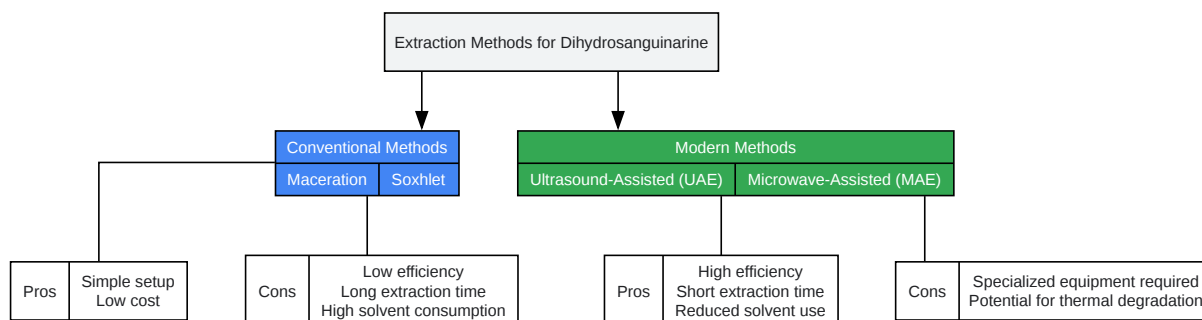 Extraction Methods for Dihydrosanguinarine
Conventional Methods
Maceration
Soxhlet
Modern Methods
Ultrasound-Assisted (UAE)
Microwave-Assisted (MAE)
Pros
Simple setup
Low cost
Cons
Low efficiency
Long extraction time
High solvent consumption
Pros
High efficiency
Short extraction time
Reduced solvent use
Cons
Specialized equipment required
Potential for thermal degradation